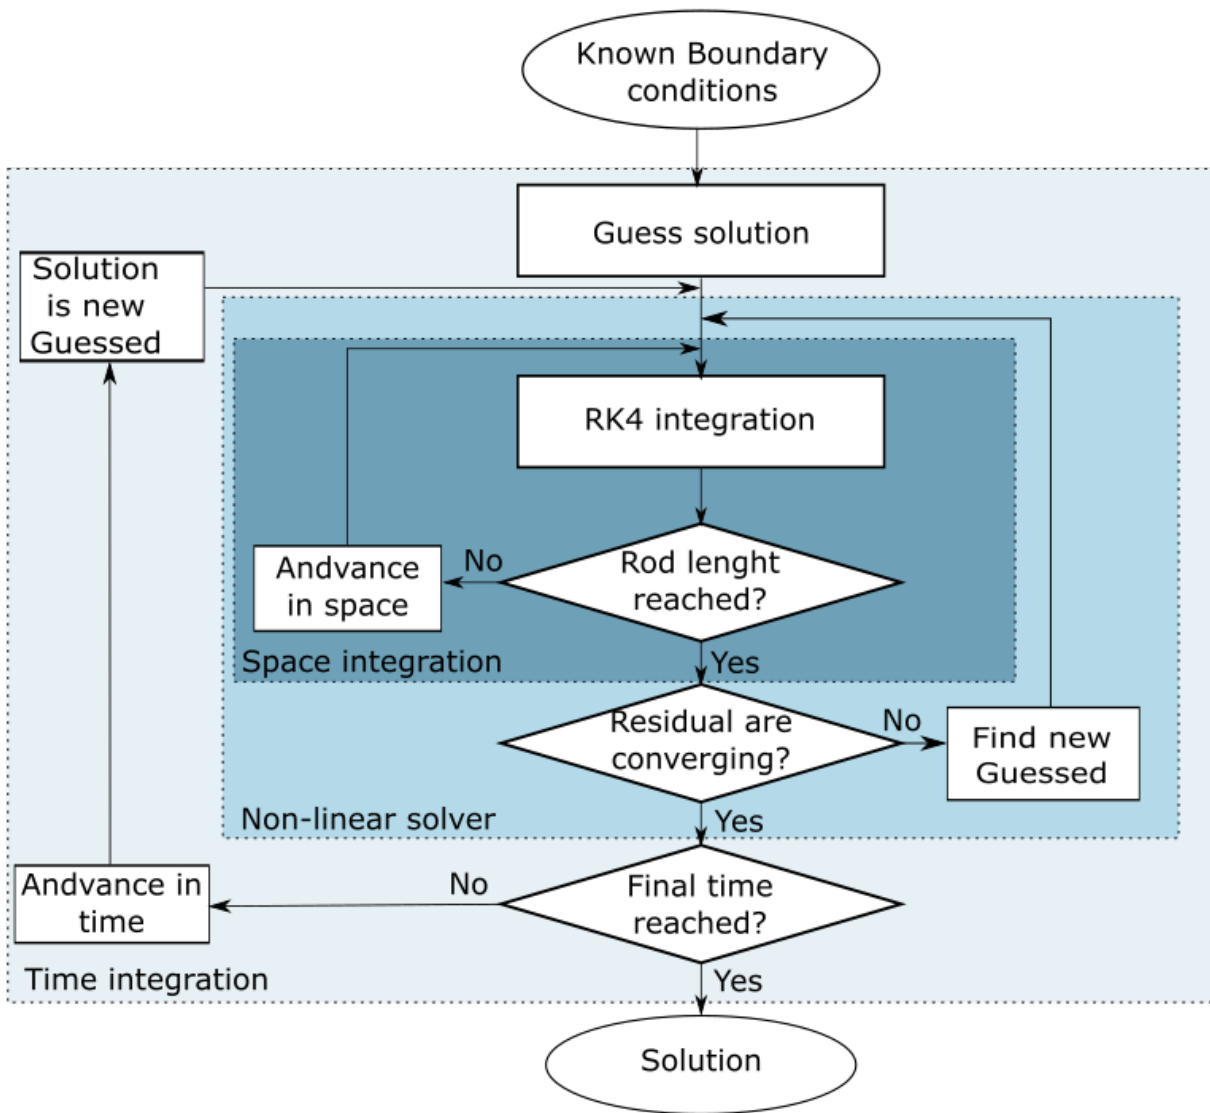 Known Boundary
conditions
Guess solution
Solution
is new
Guessed
RK4 integration
Andvance
in space
No
Rod lenght
reached?
Space integration
Yes
Residual are
converging?
No
Find new
Guessed
Non-linear solver
Yes
Andvance in
time
No
Final time
reached?
Time integration
Yes
Solution